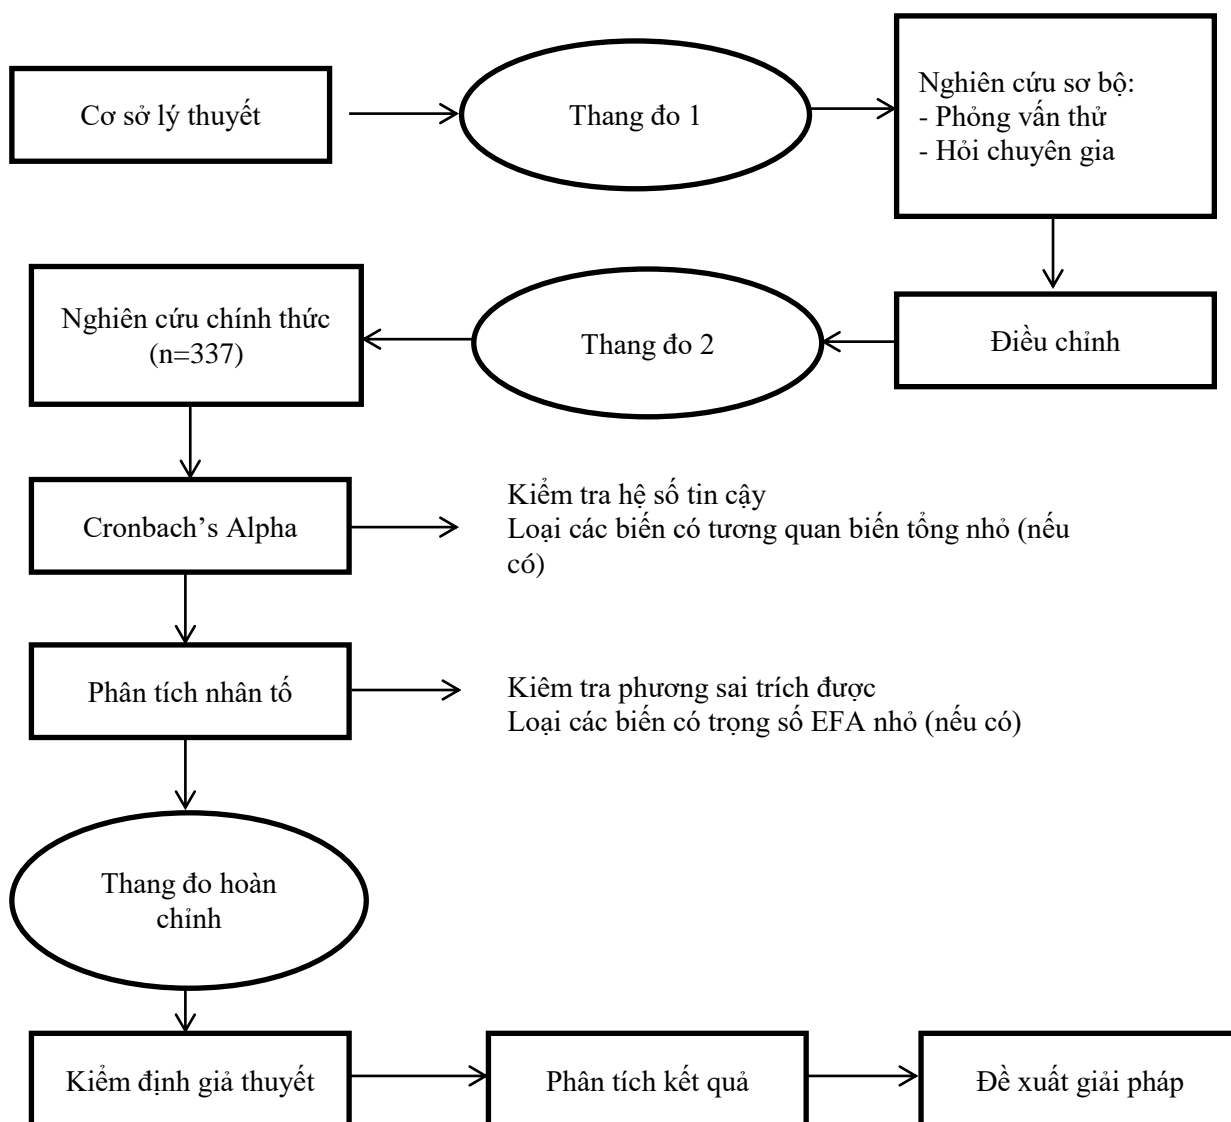 Cơ sở lý thuyết
Thang đo 1
Nghiên cứu sơ bộ:
- Phỏng vấn thử
- Hỏi chuyên gia
Nghiên cứu chính thức
(n=337)
Thang đo 2
Điều chỉnh
Cronbach’s Alpha
Kiểm tra hệ số tin cậy
Loại các biến có tương quan biến tổng nhỏ (nếu
có)
Phân tích nhân tố
Kiêm tra phương sai trích được
Loại các biến có trọng số EFA nhỏ (nếu có)
Thang đo hoàn
chỉnh
Kiểm định giả thuyết
Phân tích kết quả
Đề xuất giải pháp